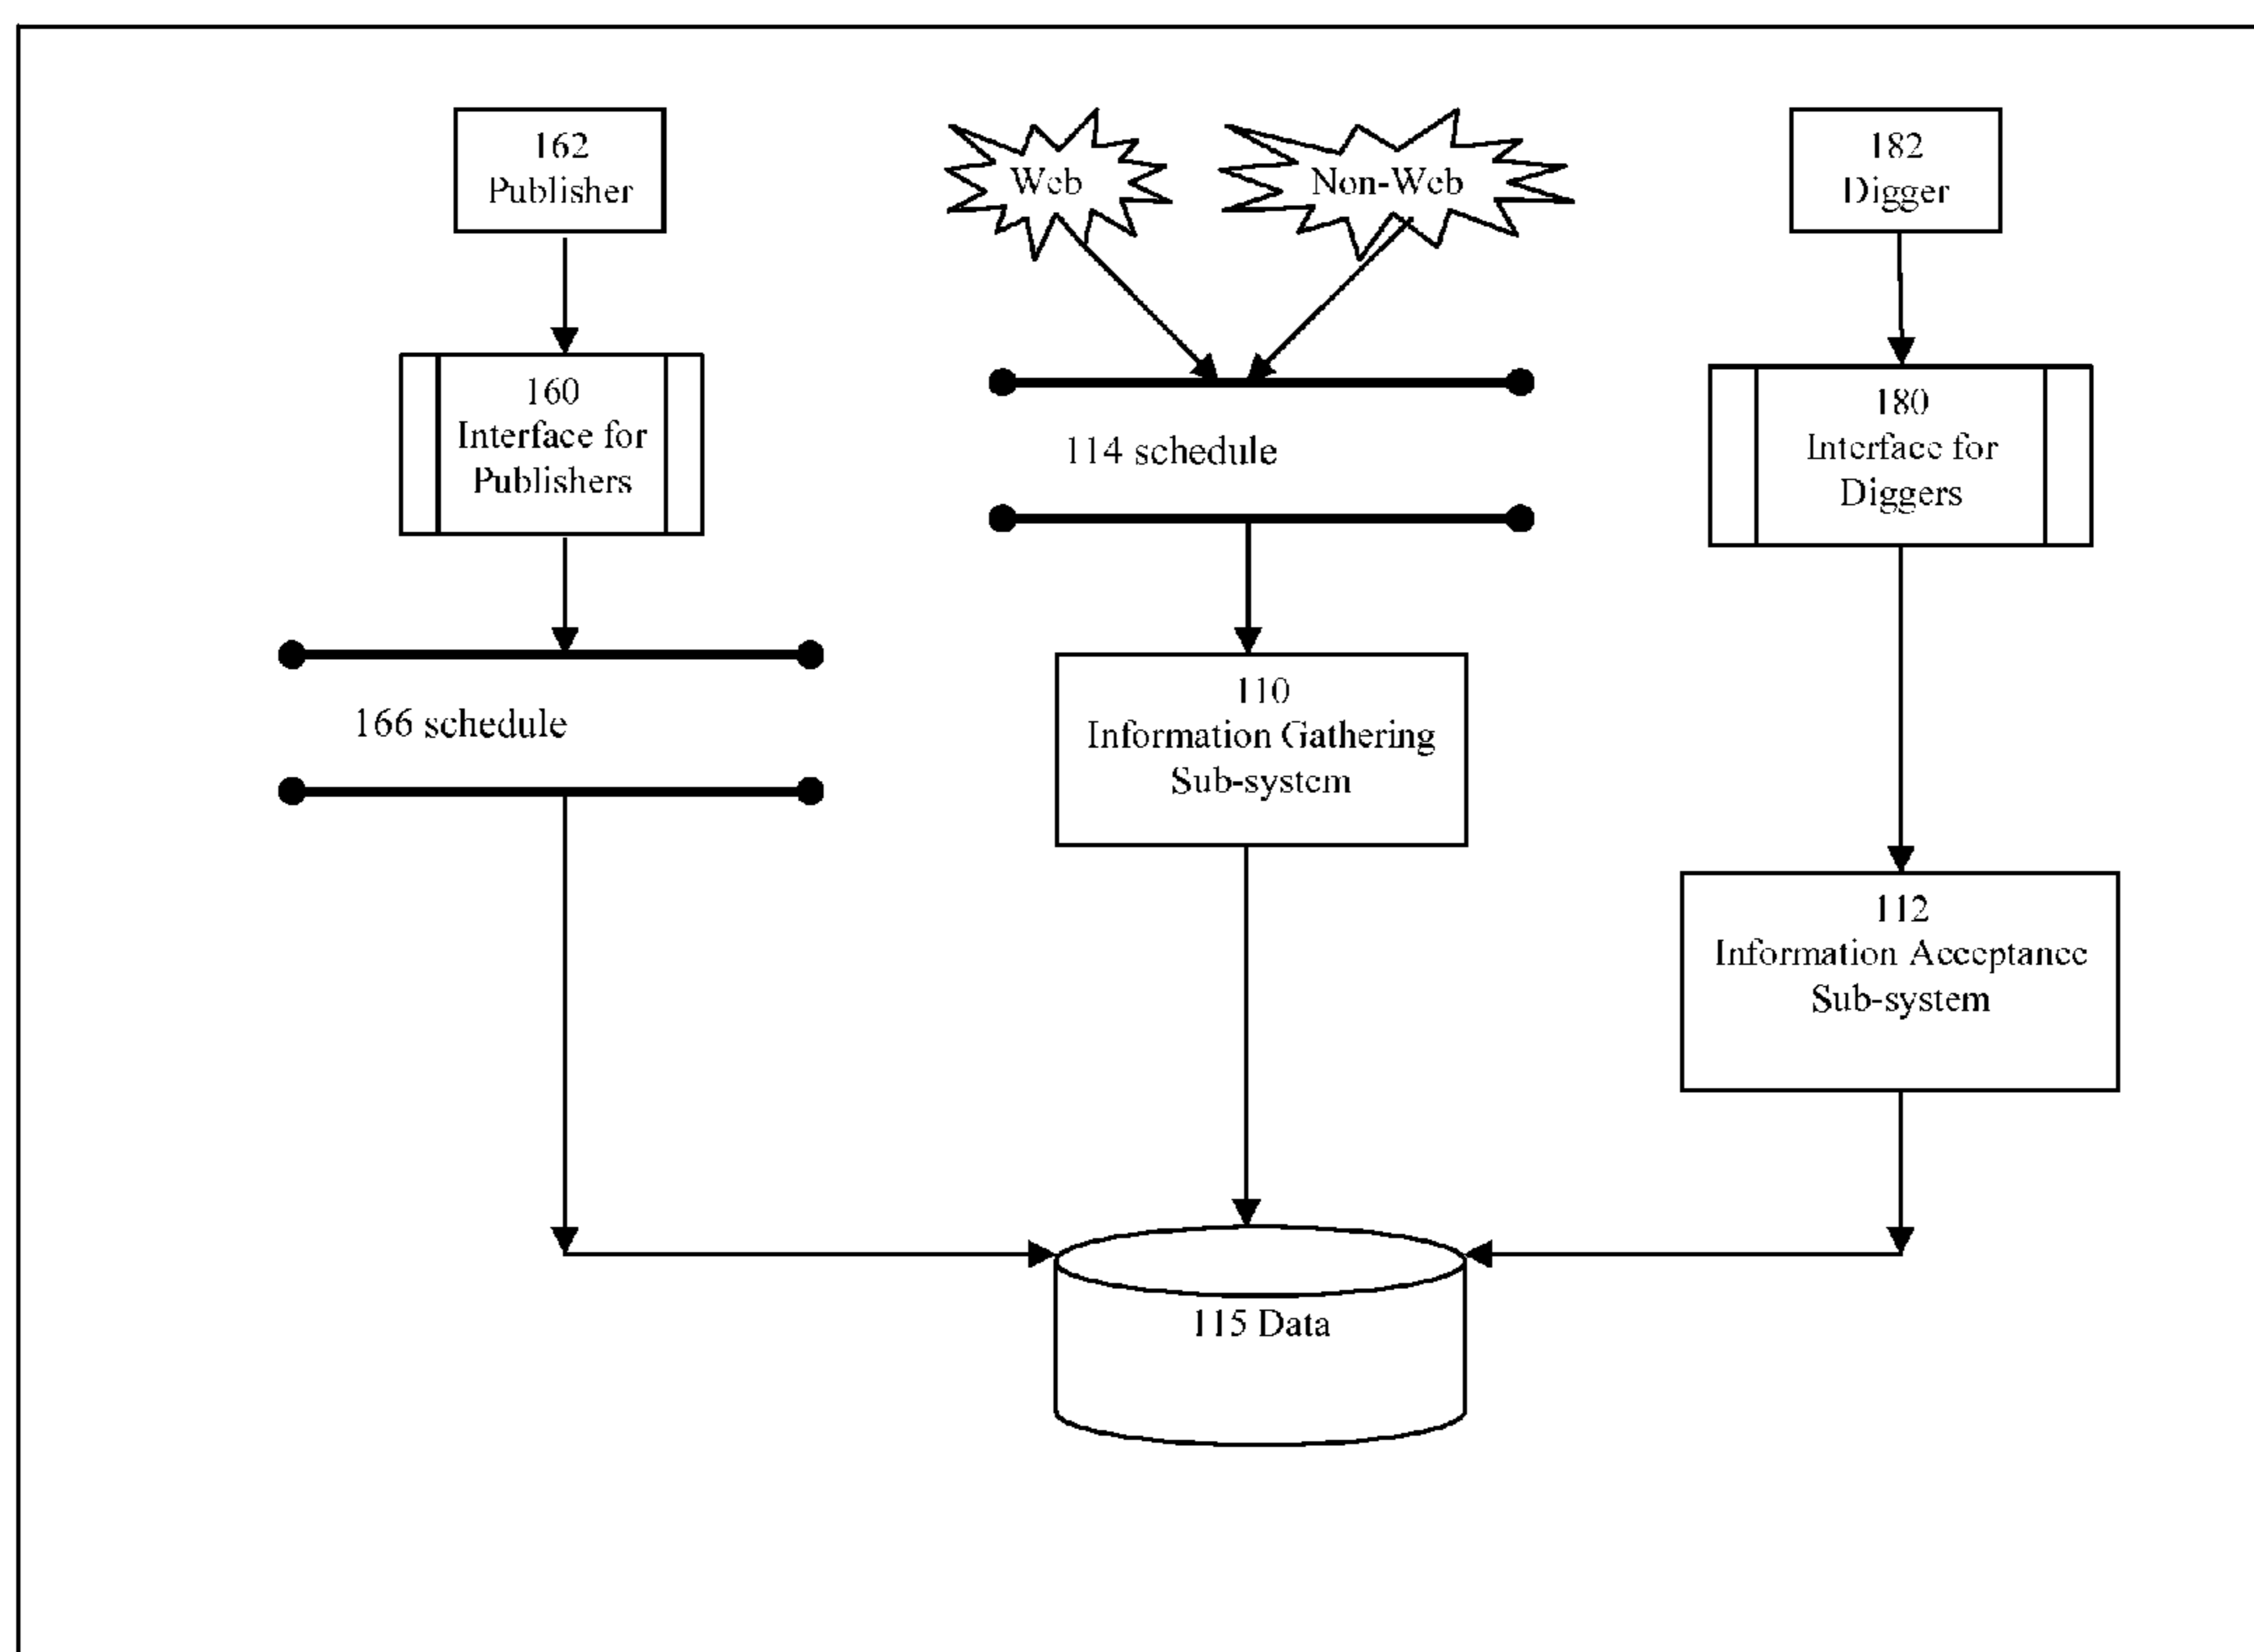 162
Publisher
Web
Non-Web
182
Digger
160
Interface for
Publishers
114 schedule
180
Interface for
Diggers
166 schedule
110
Information Gathering
Sub-system
112
Information Acceptance
Sub-system
115 Data